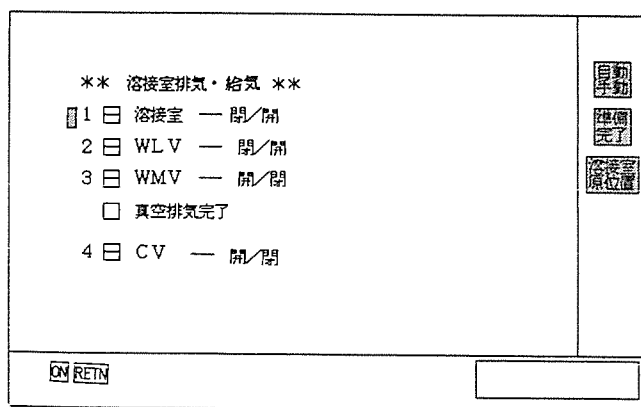 ** 溶接室排気・給気 **
1 溶接室 — 閉/開
2 WLV — 閉/開
3 WMV — 開/閉
真空排気完了
4 CV — 開/閉
自動
手動
準備
完了
溶接室
原位置
ON RETN